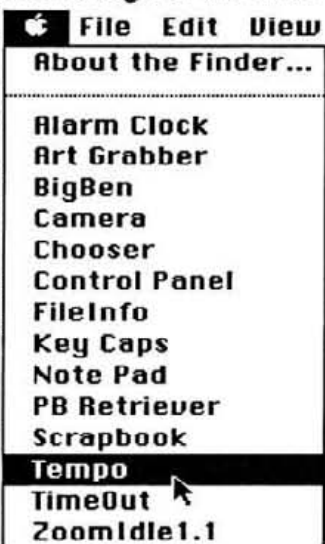 File Edit View
About the Finder...
Alarm Clock
Art Grabber
BigBen
Camera
Chooser
Control Panel
FileInfo
Key Caps
Note Pad
PB Retriever
Scrapbook
Tempo
TimeOut
ZoomIdle1.1